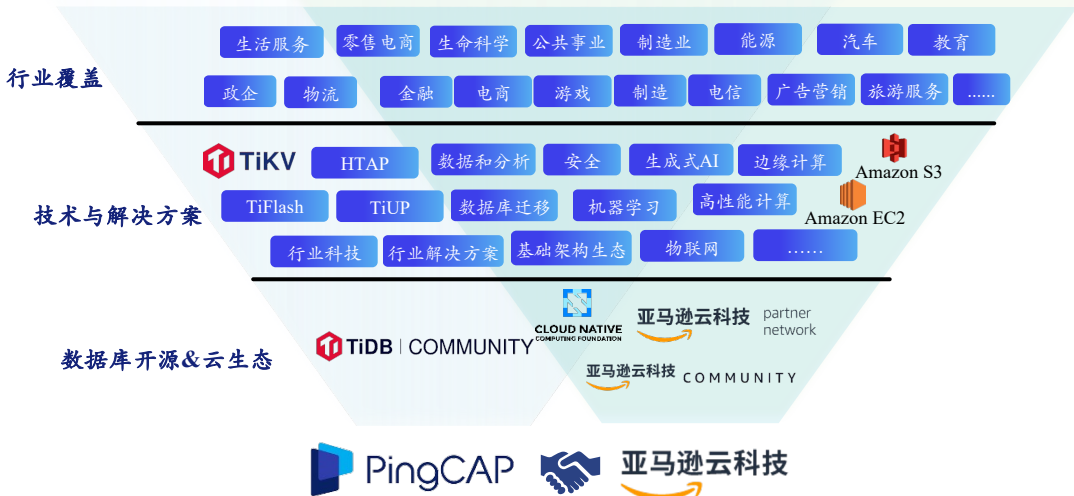 生活服务 零售电商 生命科学 公共事业 制造业 能源 汽车 教育
行业覆盖
政企 物流 金融 电商 游戏 制造 电信 广告营销 旅游服务 ......
TiKV HTAP 数据和分析 安全 生成式AI 边缘计算 Amazon S3
技术与解决方案
TiFlash TiUP 数据库迁移 机器学习 高性能计算 Amazon EC2
行业科技 行业解决方案 基础架构生态 物联网 ......
数据库开源&云生态
TiDB COMMUNITY
CLOUD NATIVE
COMPUTING FOUNDATION
亚马逊云科技 partner
network
亚马逊云科技 COMMUNITY
PingCAP 亚马逊云科技